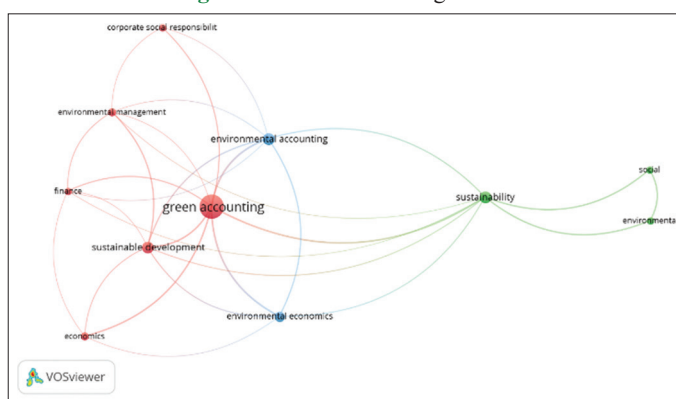 corporate social responsibilit
environmental management
environmental accounting
finance
social
sustainability
green accounting
environmenta
sustainable development
environmental economics
economics
VOSviewer